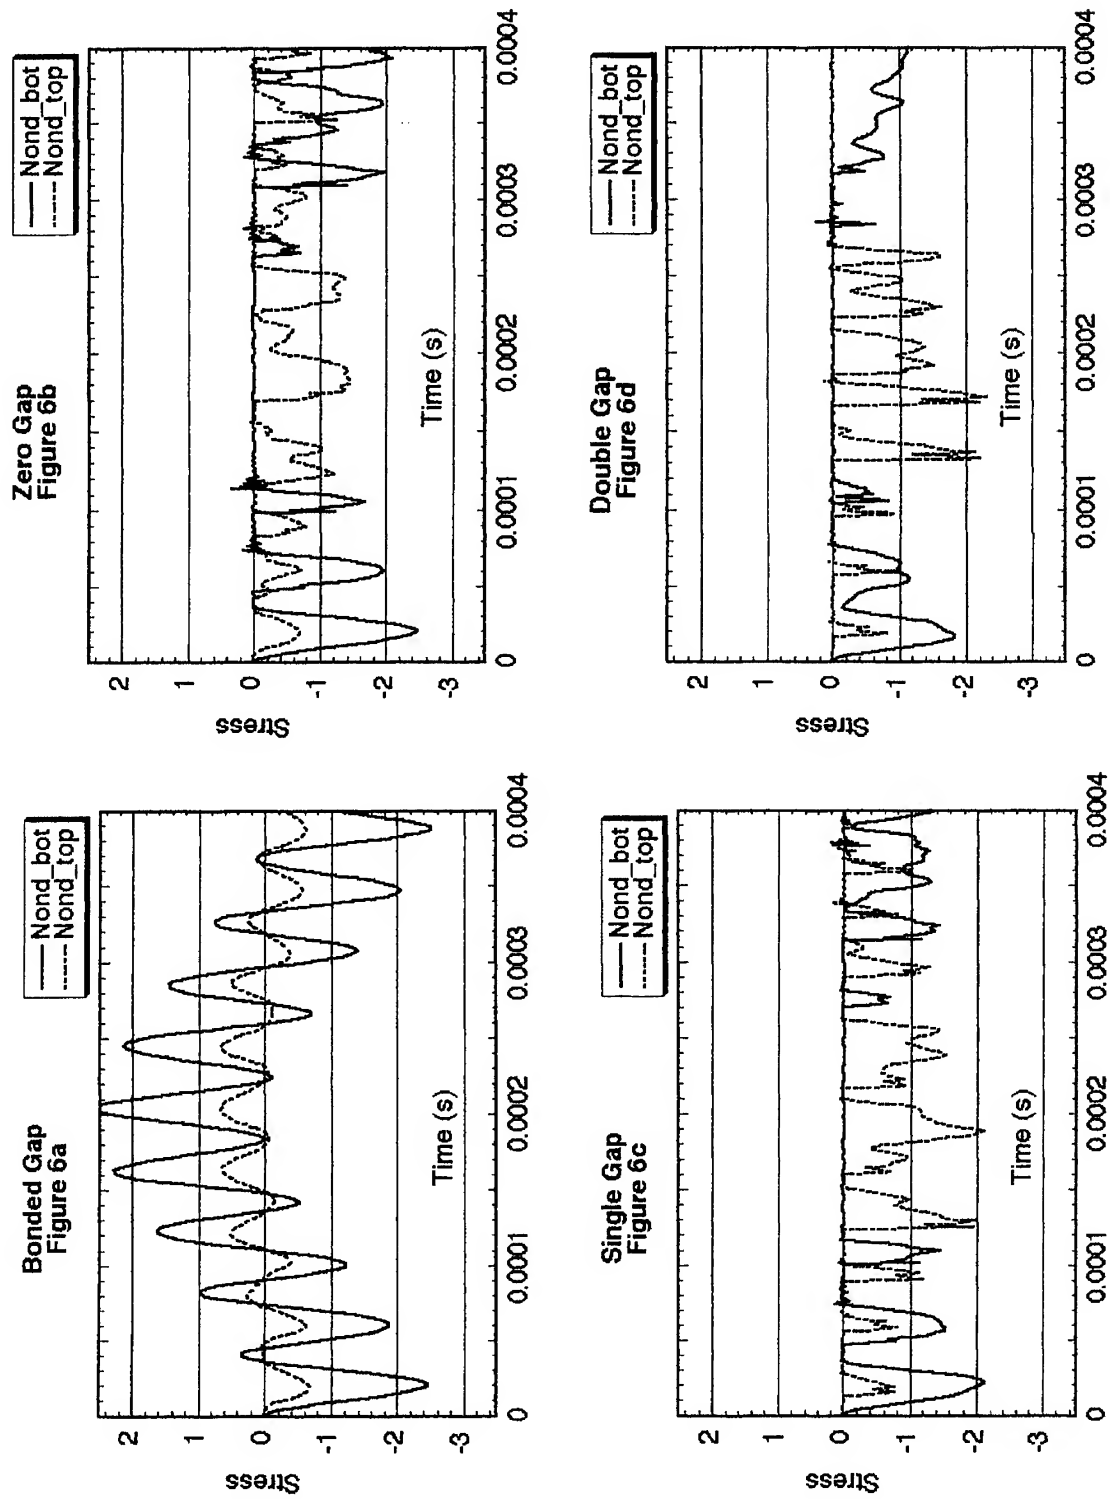 Bonded Gap
Figure 6a
Nond_bot
Nond_top
Stress
2
1
0
-1
-2
-3
0
0.0001
0.0002
0.0003
0.0004
Time (s)
Zero Gap
Figure 6b
Nond_bot
Nond_top
Stress
2
1
0
-1
-2
-3
0
0.0001
0.0002
0.0003
0.0004
Time (s)
Single Gap
Figure 6c
Nond_bot
Nond_top
Stress
2
1
0
-1
-2
-3
0
0.0001
0.0002
0.0003
0.0004
Time (s)
Double Gap
Figure 6d
Nond_bot
Nond_top
Stress
2
1
0
-1
-2
-3
0
0.0001
0.0002
0.0003
0.0004
Time (s)